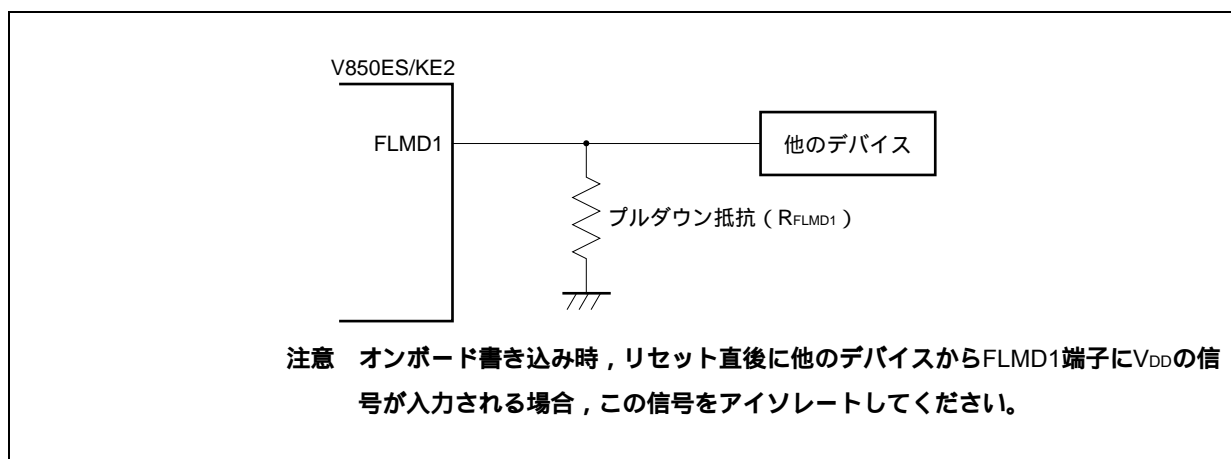 V850ES/KE2
FLMD1
他のデバイス
プルダウン抵抗（RFLMD1）
注意 オンボード書き込み時，リセット直後に他のデバイスからFLMD1端子にVDDの信
号が入力される場合，この信号をアイソレートしてください。